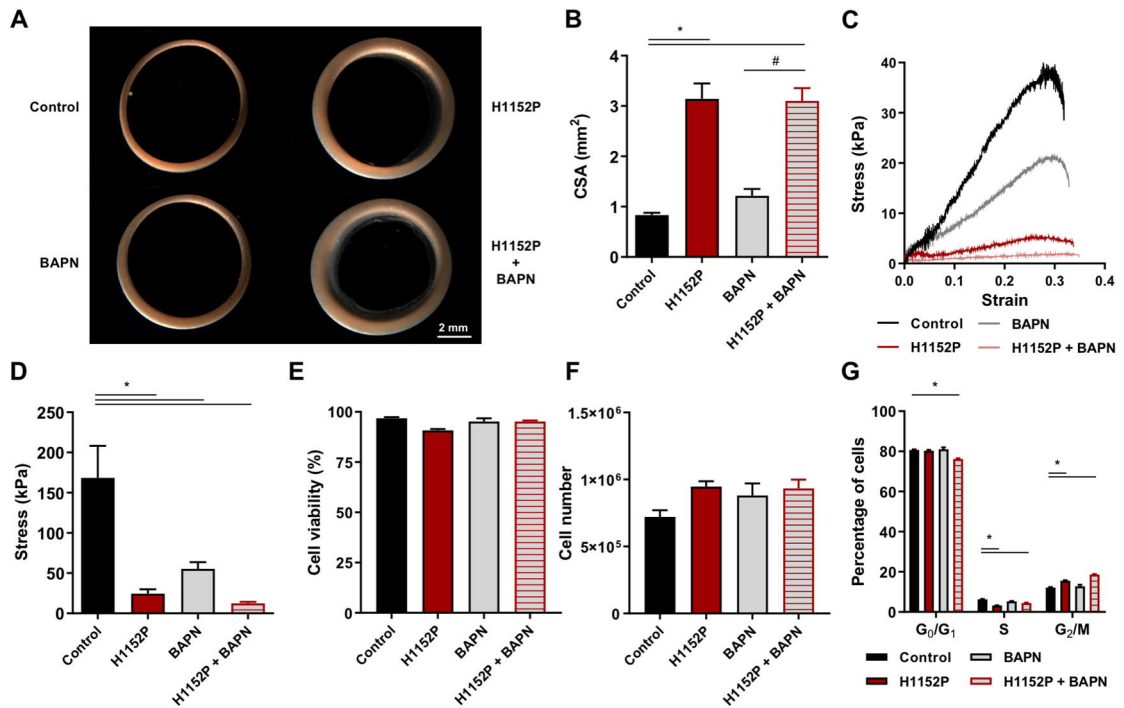 A
Control
H1152P
BAPN
H1152P
+
BAPN
2 mm
B
*
#
CSA (mm²)
4
3
2
1
0
Control
H1152P
BAPN
H1152P + BAPN
C
Stress (kPa)
40
30
20
10
0
0.0
0.1
0.2
0.3
0.4
Strain
Control
BAPN
H1152P
H1152P + BAPN
D
*
Stress (kPa)
250
200
150
100
50
0
Control
H1152P
BAPN
H1152P + BAPN
E
Cell viability (%)
100
75
50
25
0
Control
H1152P
BAPN
H1152P + BAPN
F
Cell number
1.5×10⁶
1×10⁶
5×10⁵
0
Control
H1152P
BAPN
H1152P + BAPN
G
*
*
*
Percentage of cells
100
80
60
40
20
0
G₀/G₁
S
G₂/M
Control
BAPN
H1152P
H1152P + BAPN